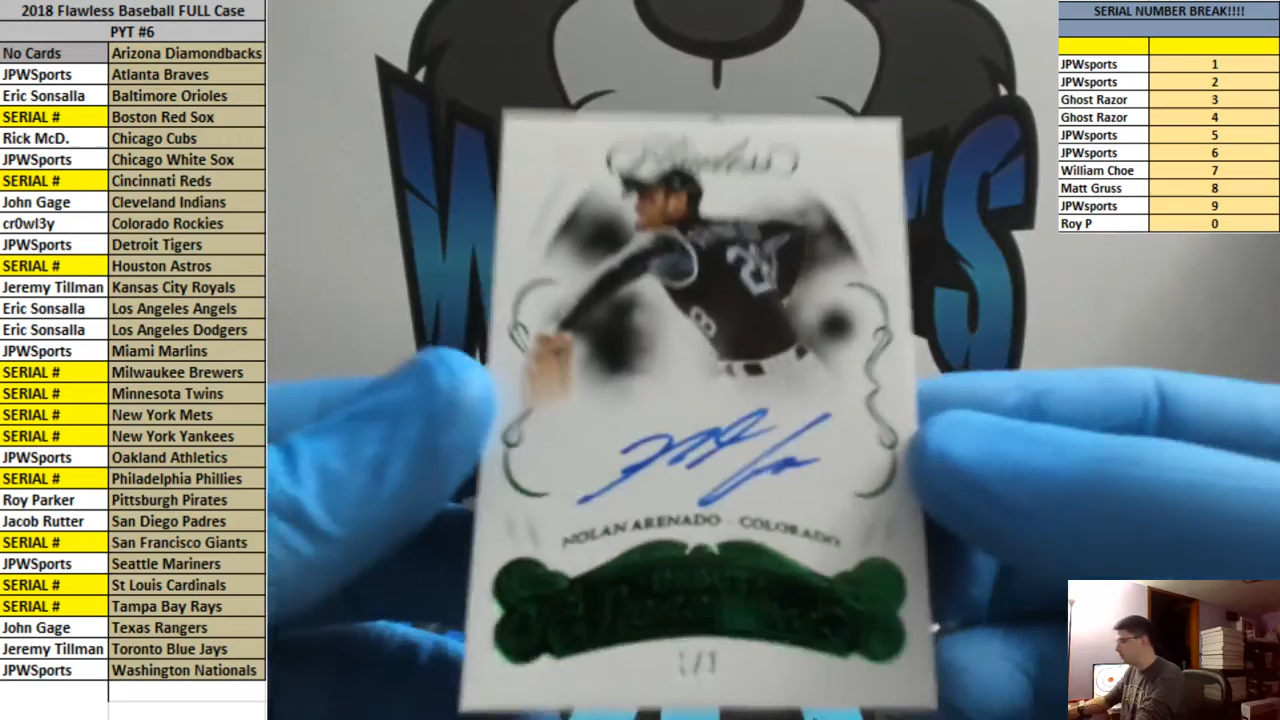 2018 Flawless Baseball FULL Case
PYT #6
No Cards Arizona Diamondbacks
JPWSports Atlanta Braves
Eric Sonsalla Baltimore Orioles
SERIAL # Boston Red Sox
Rick McD. Chicago Cubs
JPWSports Chicago White Sox
SERIAL # Cincinnati Reds
John Gage Cleveland Indians
cr0wl3y Colorado Rockies
JPWSports Detroit Tigers
SERIAL # Houston Astros
Jeremy Tillman Kansas City Royals
Eric Sonsalla Los Angeles Angels
Eric Sonsalla Los Angeles Dodgers
JPWSports Miami Marlins
SERIAL # Milwaukee Brewers
SERIAL # Minnesota Twins
SERIAL # New York Mets
SERIAL # New York Yankees
JPWSports Oakland Athletics
SERIAL # Philadelphia Phillies
Roy Parker Pittsburgh Pirates
Jacob Rutter San Diego Padres
SERIAL # San Francisco Giants
JPWSports Seattle Mariners
SERIAL # St Louis Cardinals
SERIAL # Tampa Bay Rays
John Gage Texas Rangers
Jeremy Tillman Toronto Blue Jays
JPWSports Washington Nationals
Flawless
28
NOLAN ARENADO · COLORADO
1/1
SERIAL NUMBER BREAK!!!!
JPWsports 1
JPWsports 2
Ghost Razor 3
Ghost Razor 4
JPWsports 5
JPWsports 6
William Choe 7
Matt Gruss 8
JPWsports 9
Roy P 0